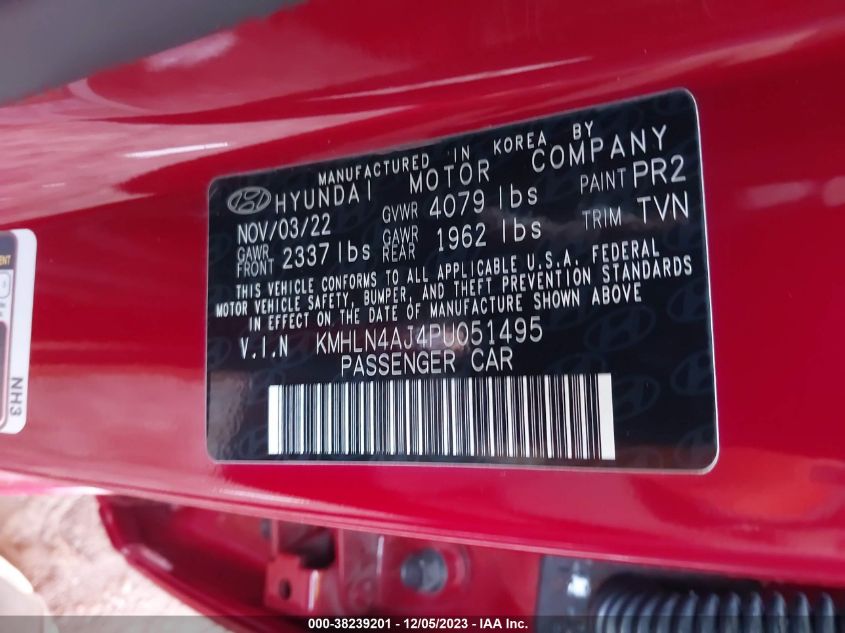 MANUFACTURED IN KOREA BY
HYUNDAI MOTOR COMPANY
NOV/03/22 GVWR 4079 lbs PAINT PR2
GAWR FRONT 2337 lbs GAWR REAR 1962 lbs TRIM TVN
THIS VEHICLE CONFORMS TO ALL APPLICABLE U.S.A. FEDERAL
MOTOR VEHICLE SAFETY, BUMPER, AND THEFT PREVENTION STANDARDS
IN EFFECT ON THE DATE OF MANUFACTURE SHOWN ABOVE
V.I.N KMHLN4AJ4PU051495
PASSENGER CAR
NH3
000-38239201 - 12/05/2023 - IAA Inc.